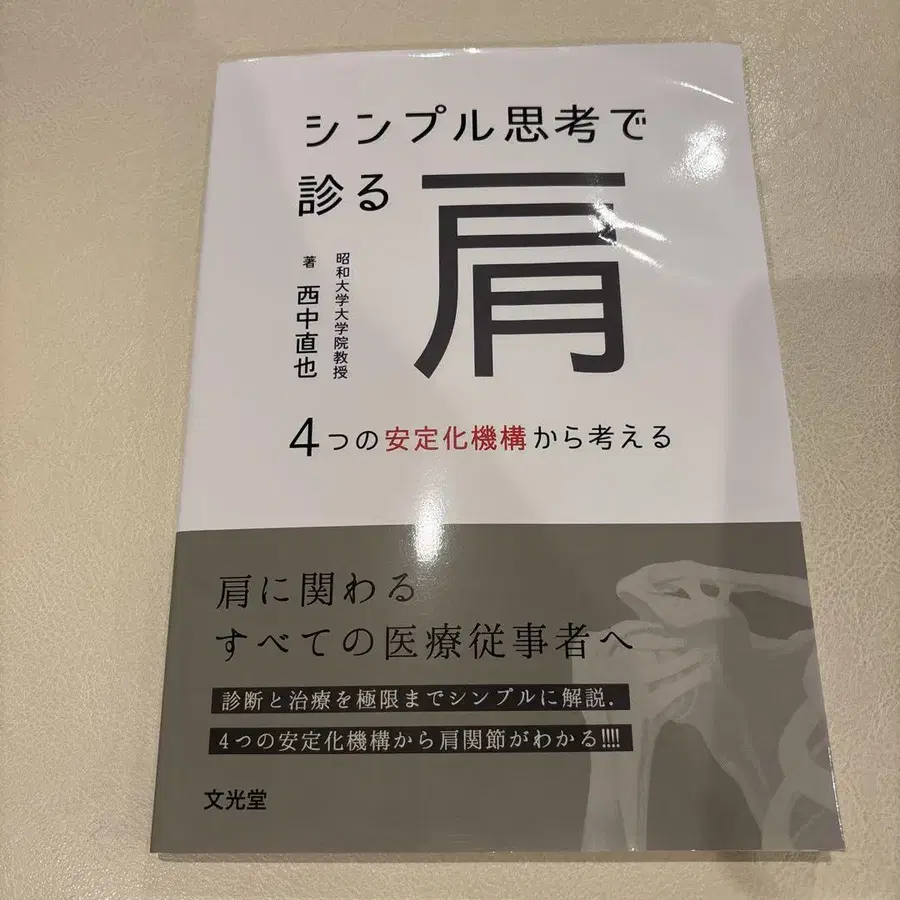 シンプル思考で
診る 肩
昭和大学大学院教授
著 西中直也
4つの安定化機構から考える
肩に関わる
すべての医療従事者へ
診断と治療を極限までシンプルに解説.
4つの安定化機構から肩関節がわかる!!!!
文光堂